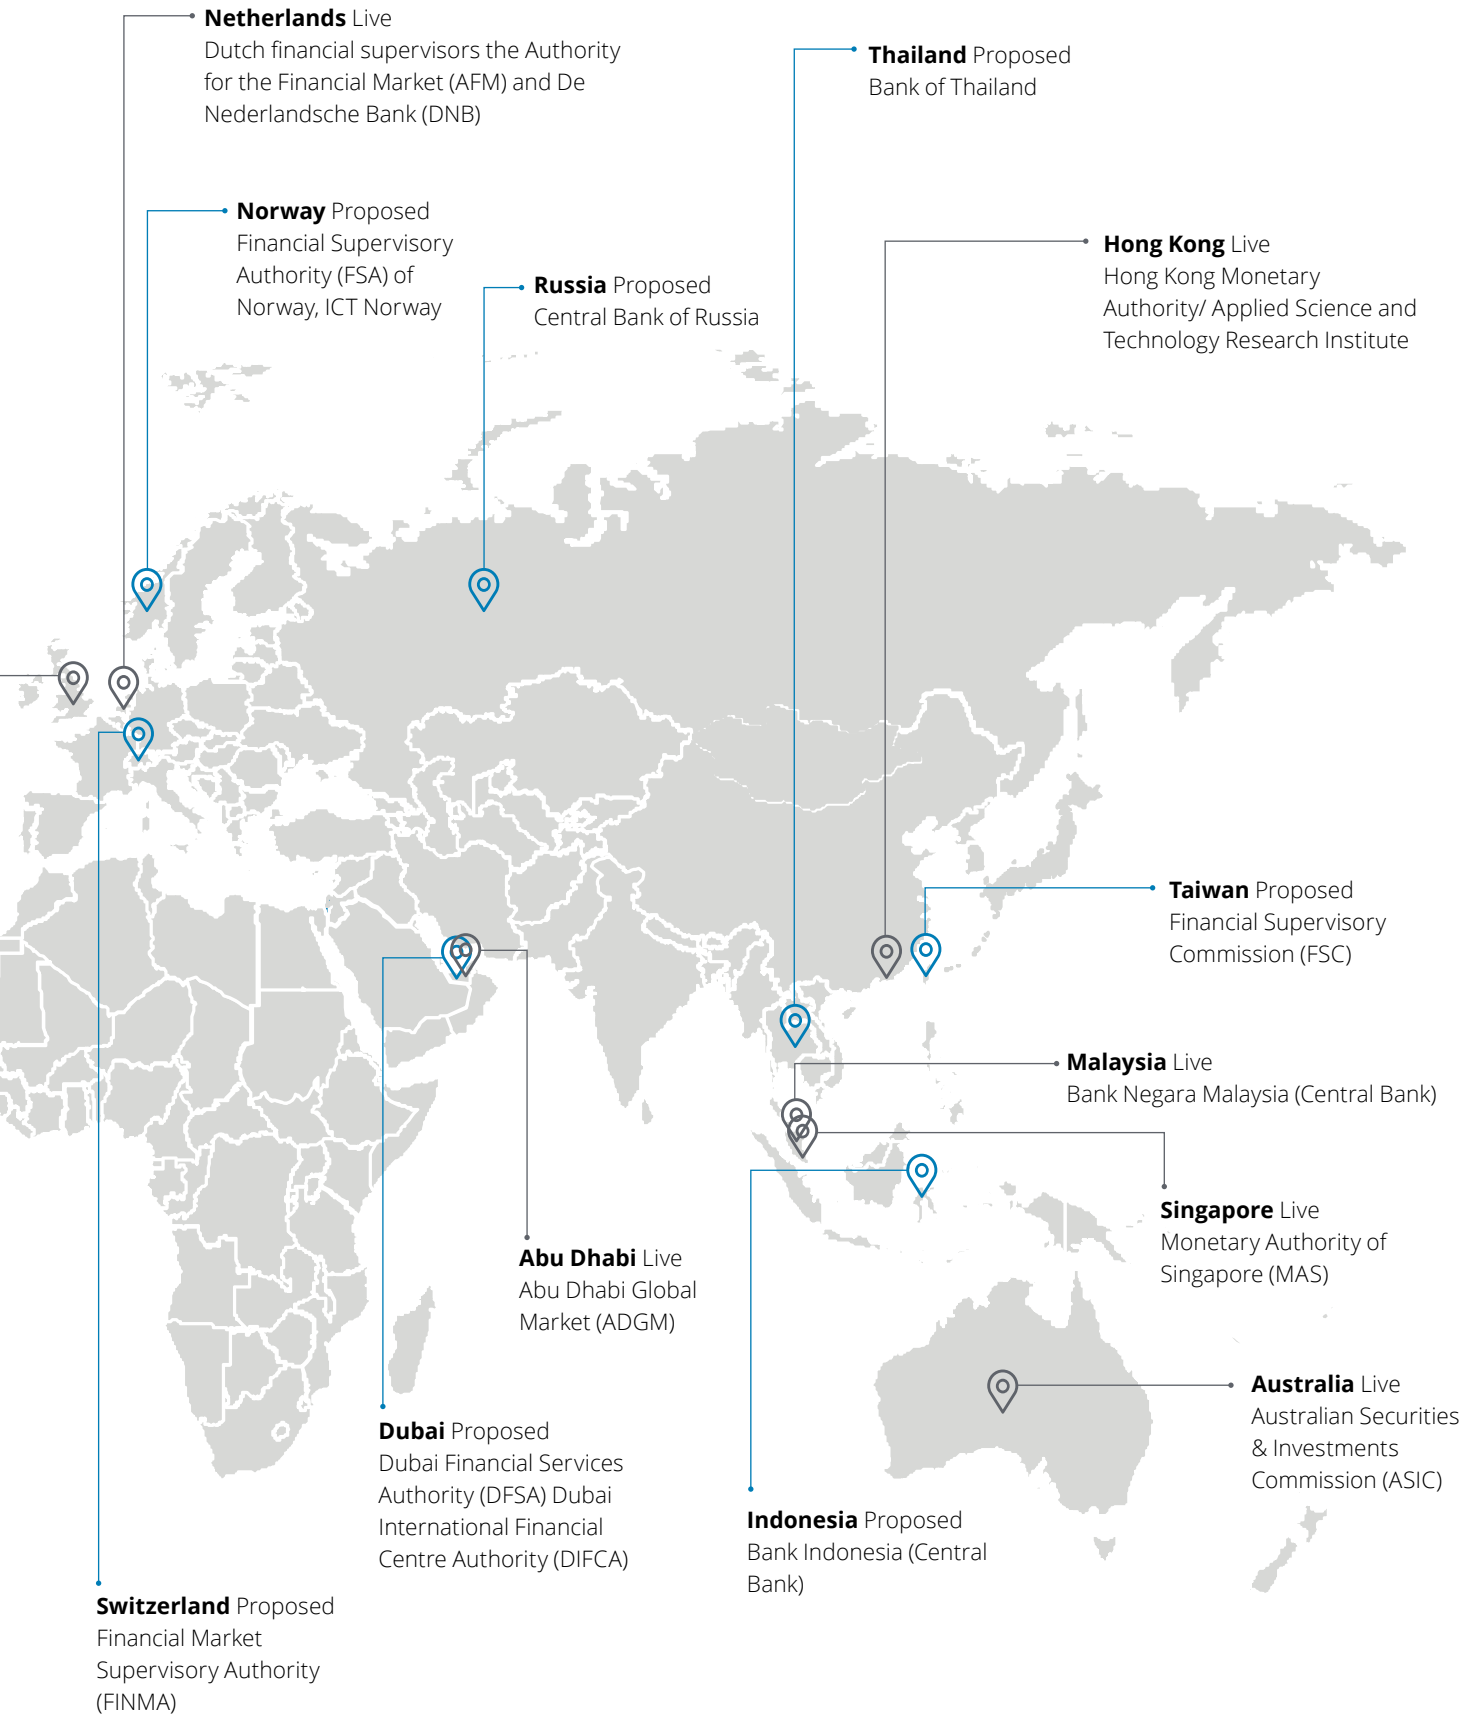 Netherlands Live
Dutch financial supervisors the Authority
for the Financial Market (AFM) and De
Nederlandsche Bank (DNB)
Thailand Proposed
Bank of Thailand
Norway Proposed
Financial Supervisory
Authority (FSA) of
Norway, ICT Norway
Russia Proposed
Central Bank of Russia
Hong Kong Live
Hong Kong Monetary
Authority/ Applied Science and
Technology Research Institute
Taiwan Proposed
Financial Supervisory
Commission (FSC)
Malaysia Live
Bank Negara Malaysia (Central Bank)
Singapore Live
Monetary Authority of
Singapore (MAS)
Abu Dhabi Live
Abu Dhabi Global
Market (ADGM)
Australia Live
Australian Securities
& Investments
Commission (ASIC)
Dubai Proposed
Dubai Financial Services
Authority (DFSA) Dubai
International Financial
Centre Authority (DIFCA)
Indonesia Proposed
Bank Indonesia (Central
Bank)
Switzerland Proposed
Financial Market
Supervisory Authority
(FINMA)